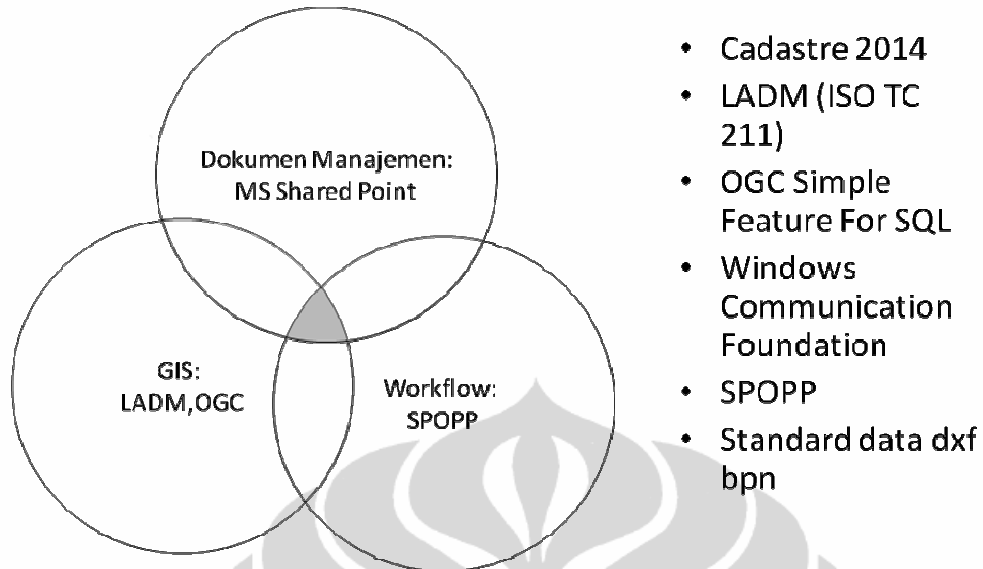 Dokumen Manajemen:
MS Shared Point
GIS:
LADM,OGC
Workflow:
SPOPP
• Cadastre 2014
• LADM (ISO TC
211)
• OGC Simple
Feature For SQL
• Windows
Communication
Foundation
• SPOPP
• Standard data dxf
bpn